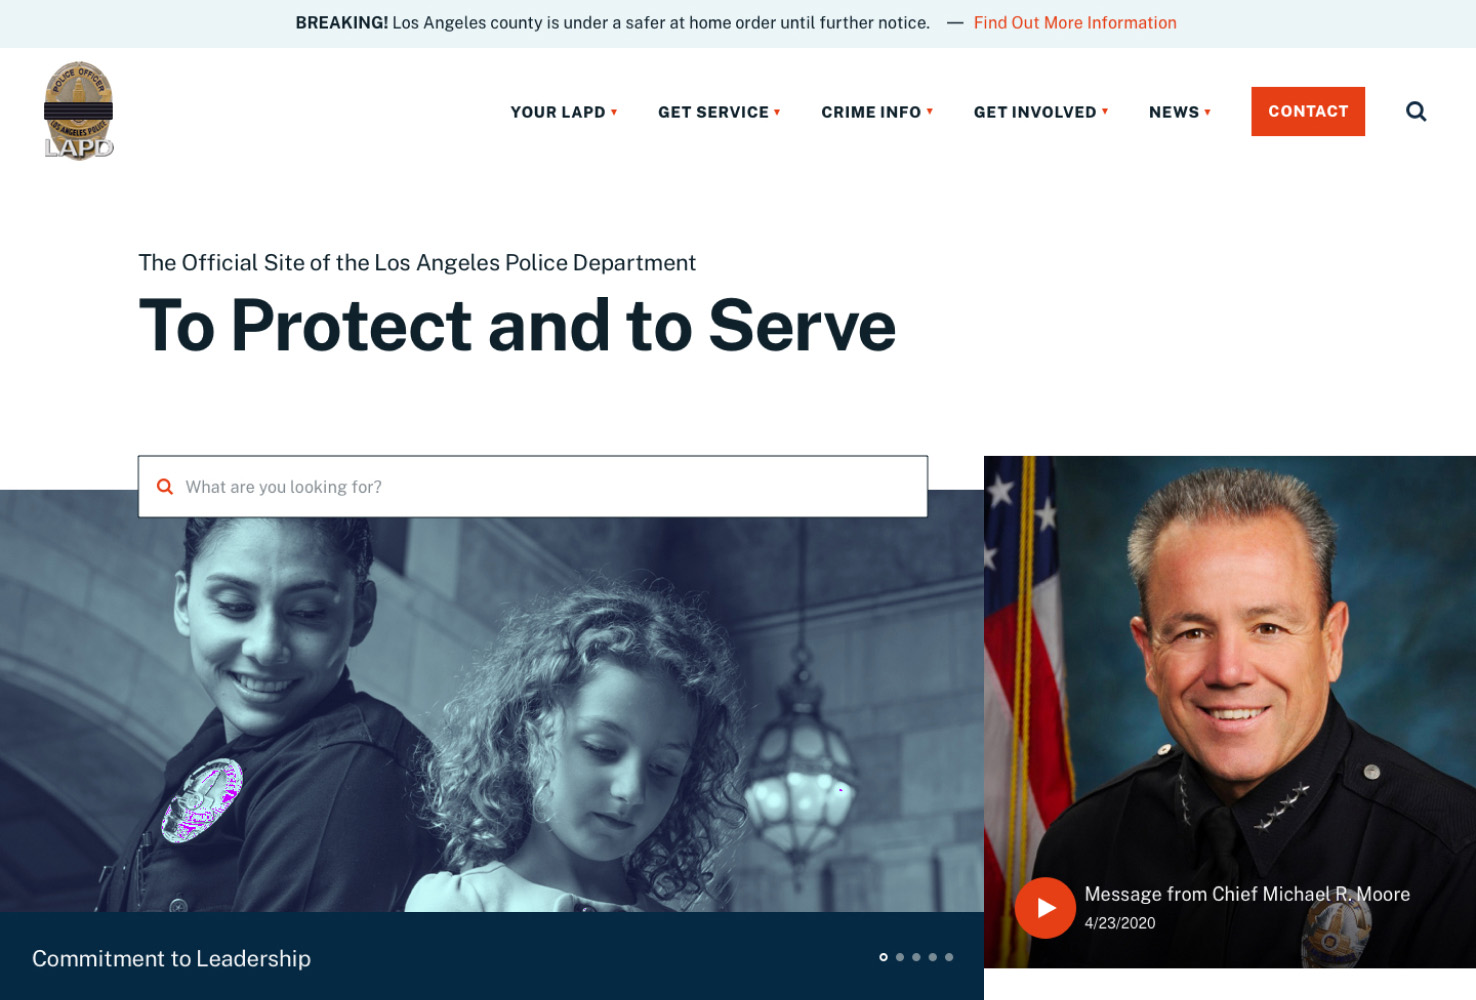 BREAKING! Los Angeles county is under a safer at home order until further notice. — Find Out More Information
POLICE OFFICER
LOS ANGELES POLICE
LAPD
YOUR LAPD
GET SERVICE
CRIME INFO
GET INVOLVED
NEWS
CONTACT
The Official Site of the Los Angeles Police Department
To Protect and to Serve
What are you looking for?
Message from Chief Michael R. Moore
4/23/2020
Commitment to Leadership